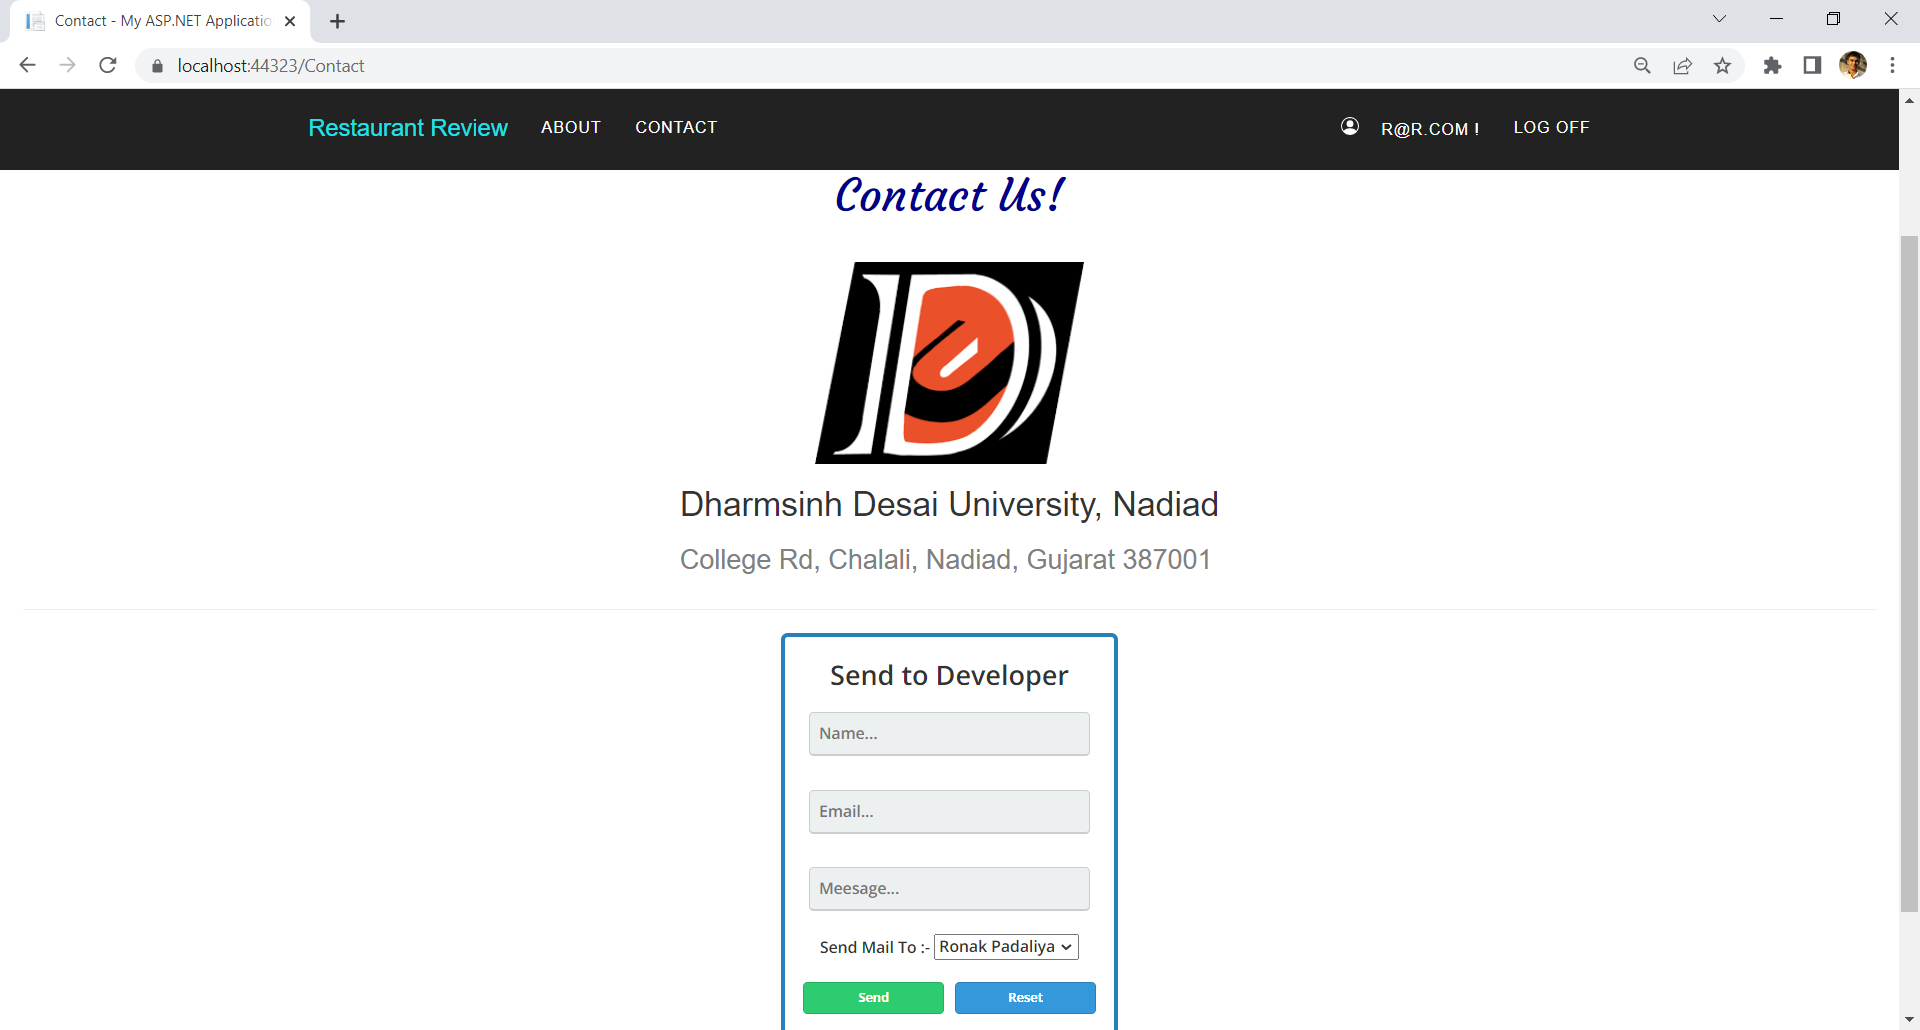 Contact - My ASP.NET Applicatio
localhost:44323/Contact
Restaurant Review ABOUT CONTACT R@R.COM ! LOG OFF
Contact Us!
Dharmsinh Desai University, Nadiad
College Rd, Chalali, Nadiad, Gujarat 387001
Send to Developer
Name...
Email...
Meesage...
Send Mail To :- Ronak Padaliya
Send Reset